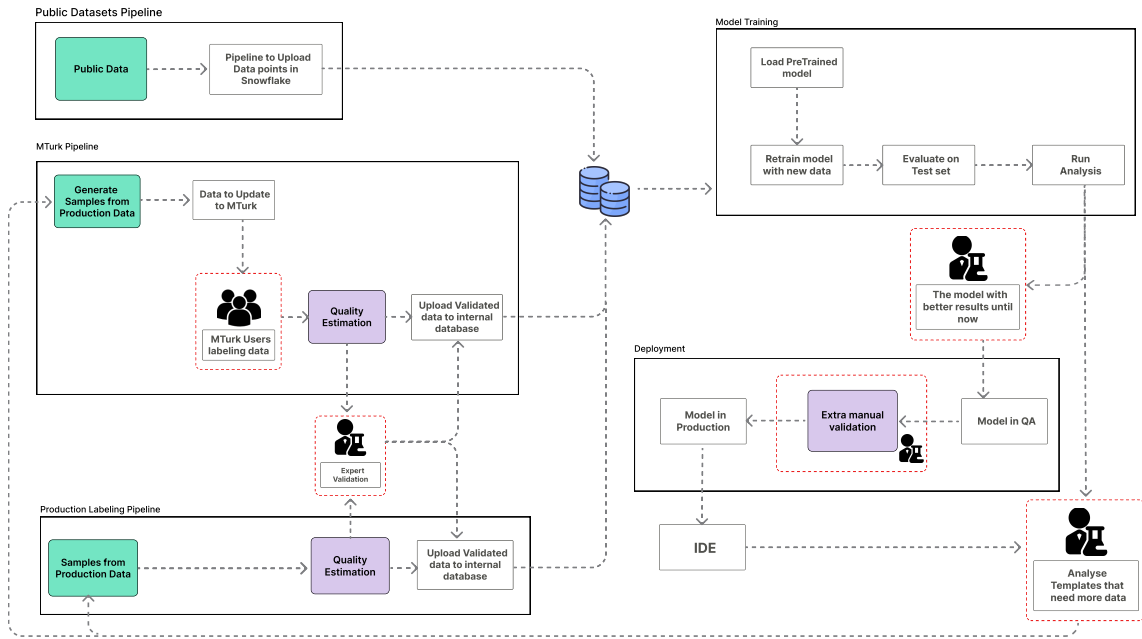 Public Datasets Pipeline
Public Data
Pipeline to Upload
Data points in
Snowflake
MTurk Pipeline
Generate
Samples from
Production Data
Data to Update
to MTurk
MTurk Users
labeling data
Quality
Estimation
Upload Validated
data to internal
database
Expert
Validation
Production Labeling Pipeline
Samples from
Production Data
Quality
Estimation
Upload Validated
data to internal
database
Model Training
Load PreTrained
model
Retrain model
with new data
Evaluate on
Test set
Run
Analysis
The model with
better results until
now
Deployment
Model in
Production
Extra manual
validation
Model in QA
IDE
Analyse
Templates that
need more data